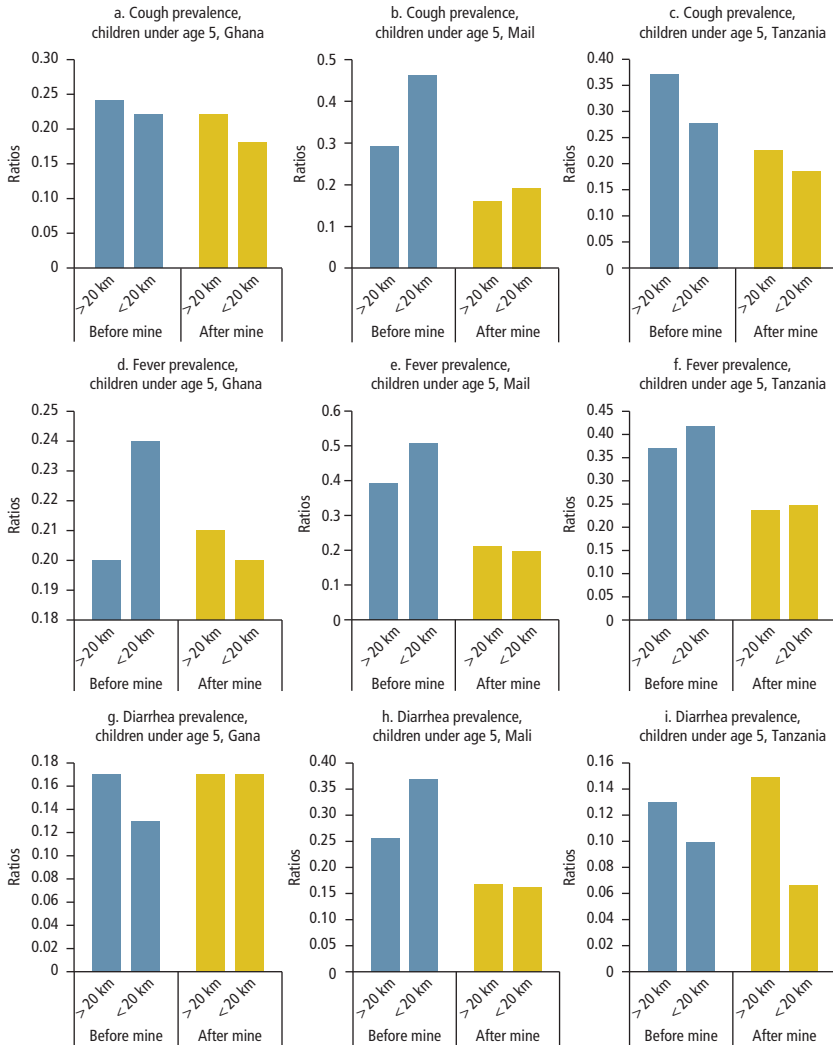 a. Cough prevalence,
children under age 5, Ghana
0.30
0.25
0.20
0.15
0.10
0.05
0
Ratios
>20 km
<20 km
>20 km
<20 km
Before mine
After mine
b. Cough prevalence,
children under age 5, Mail
0.5
0.4
0.3
0.2
0.1
0
Ratios
>20 km
<20 km
>20 km
<20 km
Before mine
After mine
c. Cough prevalence,
children under age 5, Tanzania
0.40
0.35
0.30
0.25
0.20
0.15
0.10
0.05
0
Ratios
>20 km
<20 km
>20 km
<20 km
Before mine
After mine
d. Fever prevalence,
children under age 5, Ghana
0.25
0.24
0.23
0.22
0.21
0.20
0.19
0.18
Ratios
>20 km
<20 km
>20 km
<20 km
Before mine
After mine
e. Fever prevalence,
children under age 5, Mail
0.6
0.5
0.4
0.3
0.2
0.1
0
Ratios
>20 km
<20 km
>20 km
<20 km
Before mine
After mine
f. Fever prevalence,
children under age 5, Tanzania
0.45
0.40
0.35
0.30
0.25
0.20
0.15
0.10
0.05
0
Ratios
>20 km
<20 km
>20 km
<20 km
Before mine
After mine
g. Diarrhea prevalence,
children under age 5, Gana
0.18
0.16
0.14
0.12
0.10
0.08
0.06
0.04
0.02
0
Ratios
>20 km
<20 km
>20 km
<20 km
Before mine
After mine
h. Diarrhea prevalence,
children under age 5, Mali
0.40
0.35
0.30
0.25
0.20
0.15
0.10
0.05
0
Ratios
>20 km
<20 km
>20 km
<20 km
Before mine
After mine
i. Diarrhea prevalence,
children under age 5, Tanzania
0.16
0.14
0.12
0.10
0.08
0.06
0.04
0.02
0
Ratios
>20 km
<20 km
>20 km
<20 km
Before mine
After mine